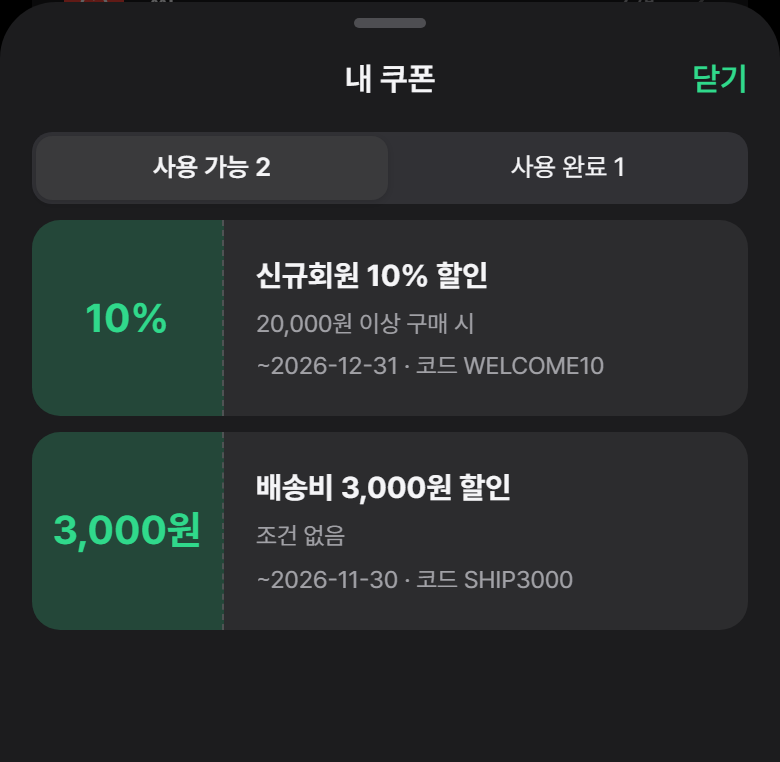 내 쿠폰
닫기
사용 가능 2
사용 완료 1
10%
신규회원 10% 할인
20,000원 이상 구매 시
~2026-12-31 · 코드 WELCOME10
3,000원
배송비 3,000원 할인
조건 없음
~2026-11-30 · 코드 SHIP3000